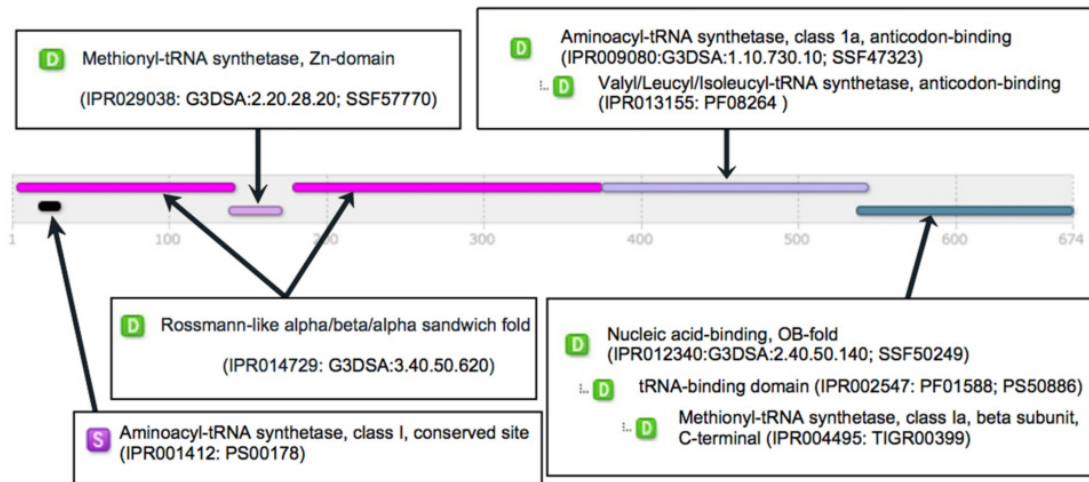 D Methionyl-tRNA synthetase, Zn-domain
(IPR029038: G3DSA:2.20.28.20; SSF57770)
D Aminoacyl-tRNA synthetase, class 1a, anticodon-binding
(IPR009080:G3DSA:1.10.730.10; SSF47323)
D Valyl/Leucyl/Isoleucyl-tRNA synthetase, anticodon-binding
(IPR013155: PF08264 )
1 100 200 300 400 500 600 674
D Rossmann-like alpha/beta/alpha sandwich fold
(IPR014729: G3DSA:3.40.50.620)
S Aminoacyl-tRNA synthetase, class I, conserved site
(IPR001412: PS00178)
D Nucleic acid-binding, OB-fold
(IPR012340:G3DSA:2.40.50.140; SSF50249)
D tRNA-binding domain (IPR002547: PF01588; PS50886)
D Methionyl-tRNA synthetase, class Ia, beta subunit,
C-terminal (IPR004495: TIGR00399)